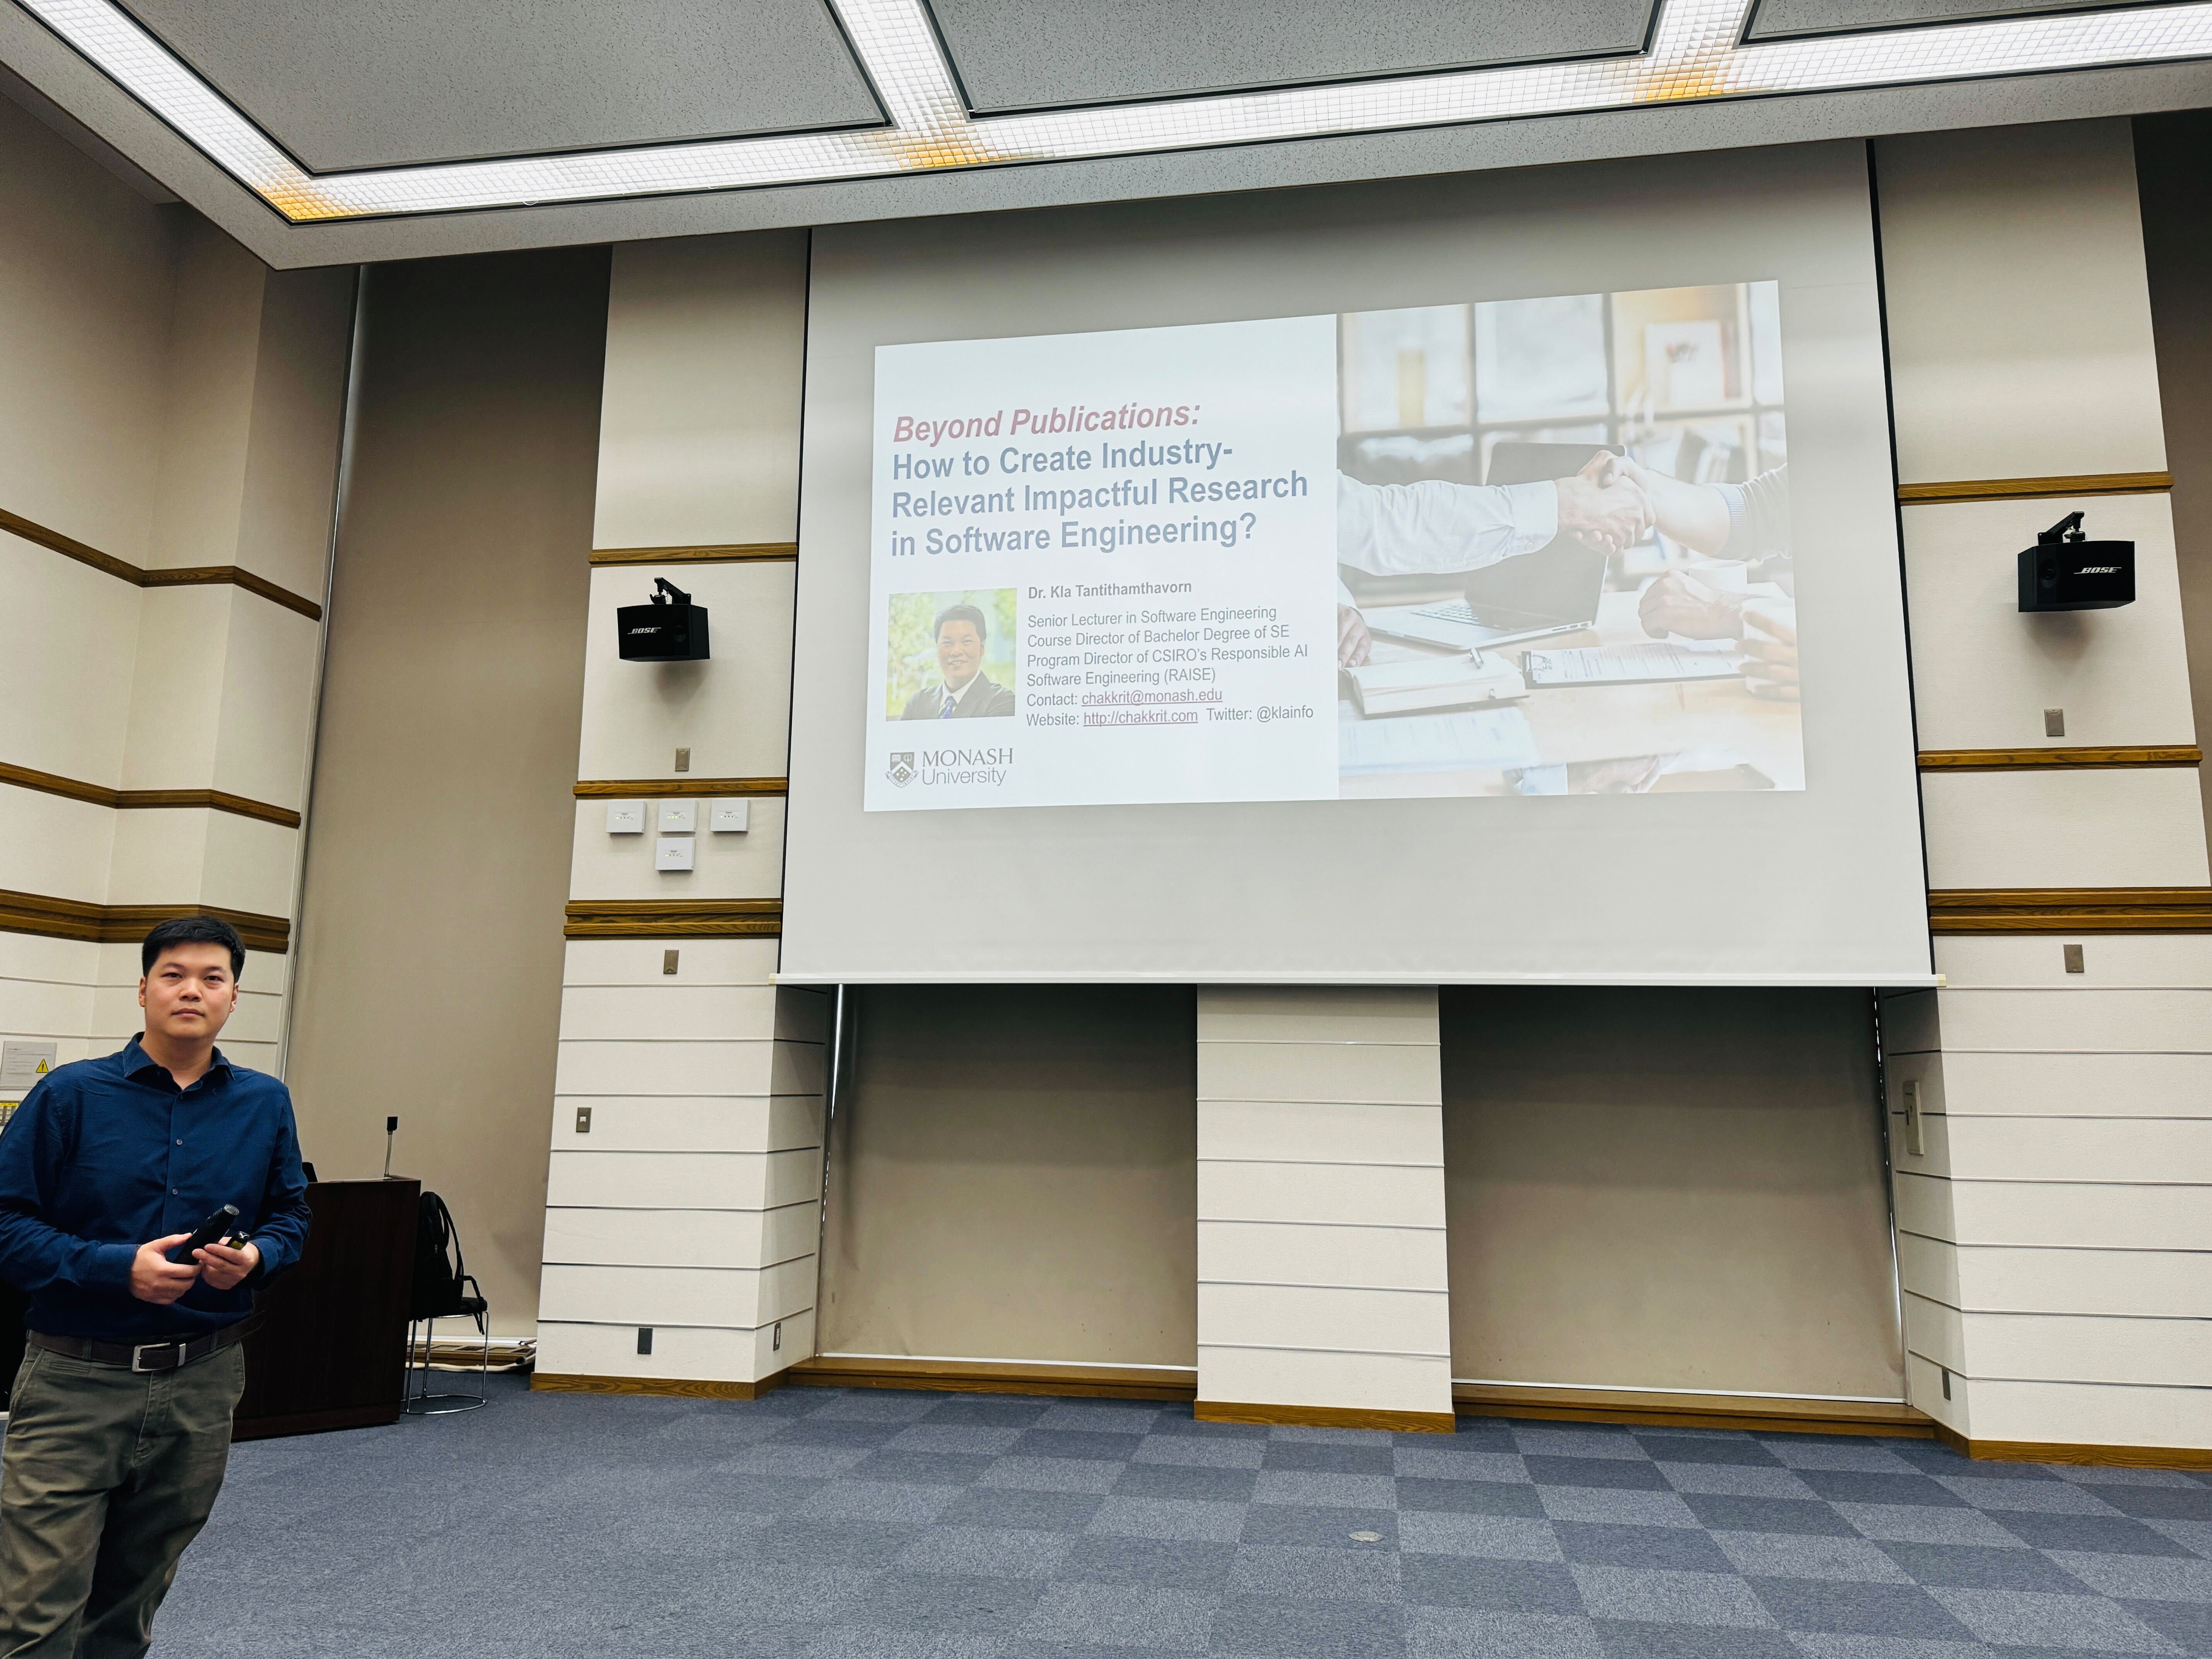 Beyond Publications:
How to Create Industry-
Relevant Impactful Research
in Software Engineering?
Dr. Kla Tantithamthavorn
Senior Lecturer in Software Engineering
Course Director of Bachelor Degree of SE
Program Director of CSIRO's Responsible AI
Software Engineering (RAISE)
Contact: chakkrit@monash.edu
Website: http://chakkrit.com Twitter: @klainfo
MONASH
University
BOSE
BOSE